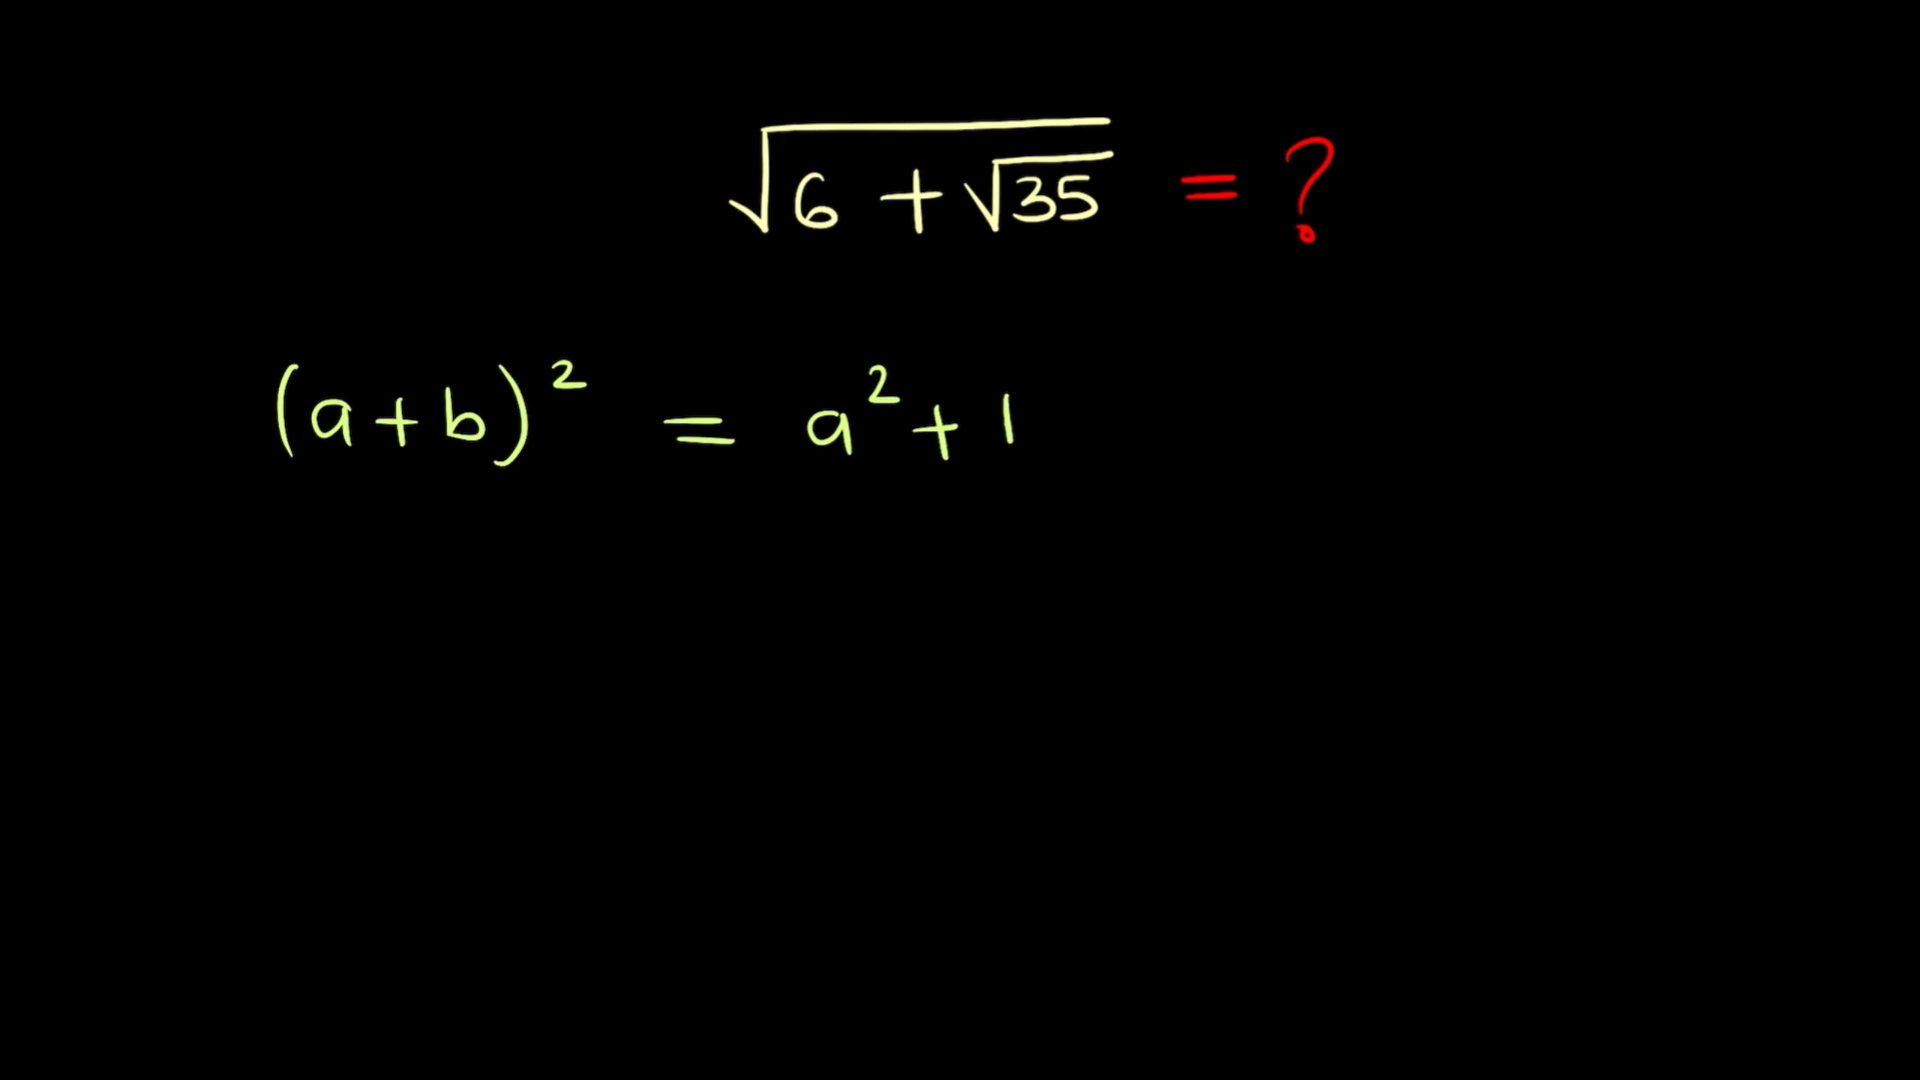 √(6 + √35) = ?
(a+b)² = a² + 1